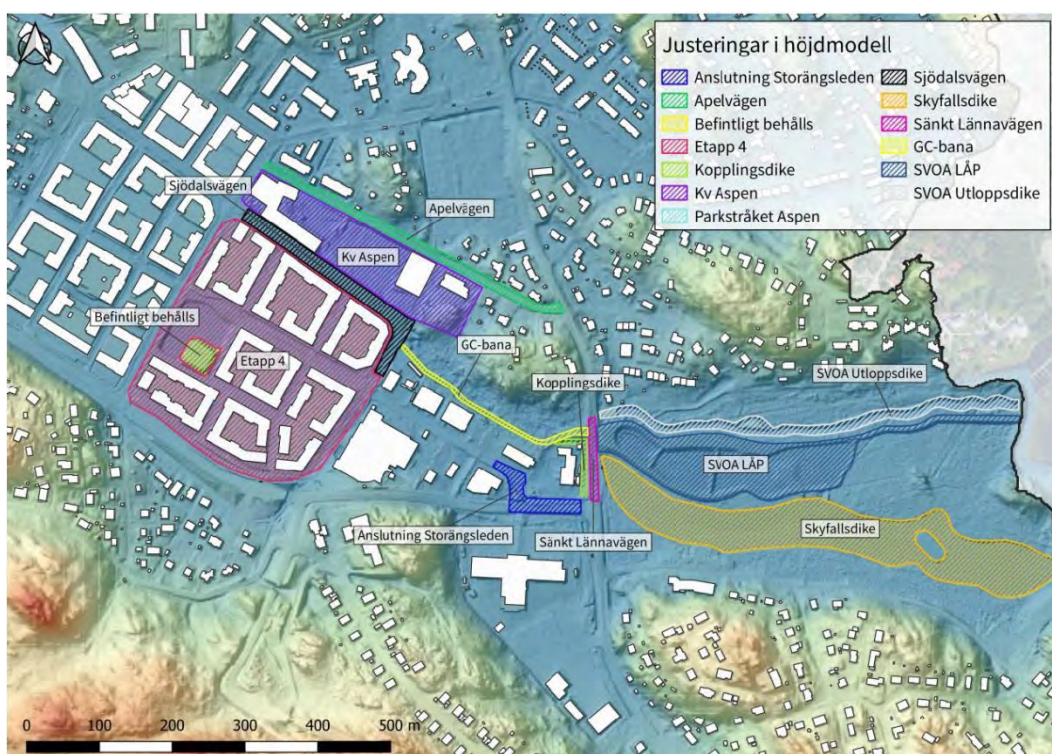 Justeringar i höjdmodell
Anslutning Storängsleden
Apelvägen
Befintligt behålls
Etapp 4
Kopplingsdike
Kv Aspen
Parkstråket Aspen
Sjödalsvägen
Skyfallsdike
Sänkt Lännavägen
GC-bana
SVOA LÅP
SVOA Utloppsdike
Sjödalsvägen
Apelvägen
Kv Aspen
Befintligt behålls
Etapp 4
GC-bana
Kopplingsdike
SVOA Utloppsdike
SVOA LÅP
Skyfallsdike
Anslutning Storängsleden
Sänkt Lännavägen
0 100 200 300 400 500 m